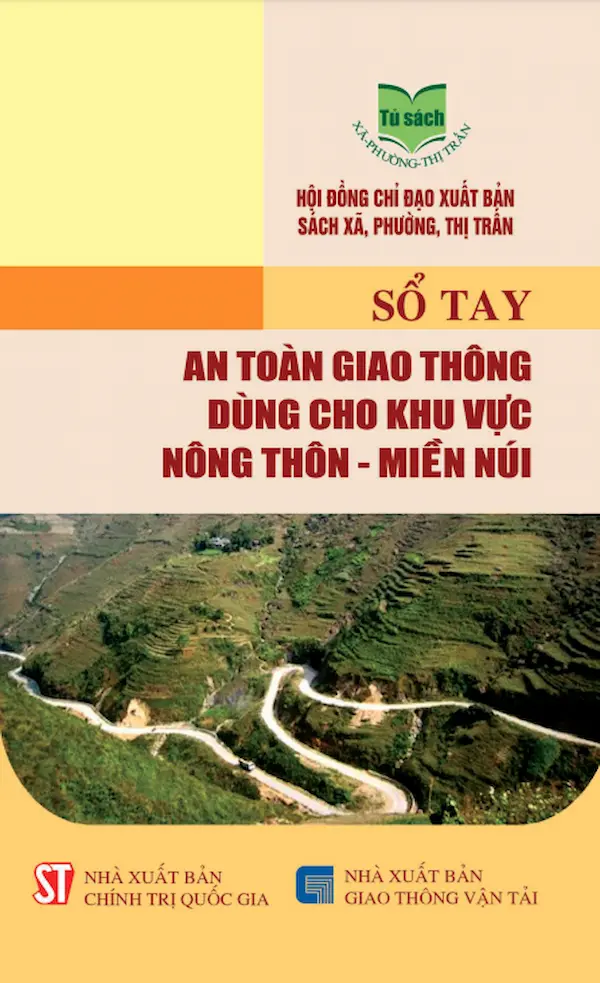 Tủ sách
XÃ-PHƯỜNG-THỊ TRẤN
HỘI ĐỒNG CHỈ ĐẠO XUẤT BẢN
SÁCH XÃ, PHƯỜNG, THỊ TRẤN
SỔ TAY
AN TOÀN GIAO THÔNG
DÙNG CHO KHU VỰC
NÔNG THÔN - MIỀN NÚI
ST
NHÀ XUẤT BẢN
CHÍNH TRỊ QUỐC GIA
NHÀ XUẤT BẢN
GIAO THÔNG VẬN TẢI